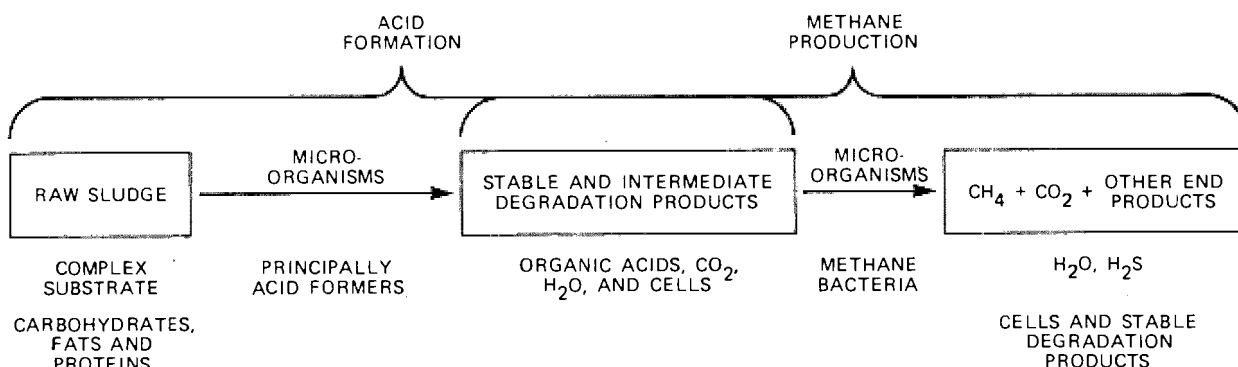 ACID
FORMATION
METHANE
PRODUCTION
RAW SLUDGE
MICRO-
ORGANISMS
STABLE AND INTERMEDIATE
DEGRADATION PRODUCTS
MICRO-
ORGANISMS
CH4 + CO2 + OTHER END
PRODUCTS
COMPLEX
SUBSTRATE
CARBOHYDRATES,
FATS AND
PROTEINS
PRINCIPALLY
ACID FORMERS
ORGANIC ACIDS, CO2,
H2O, AND CELLS
METHANE
BACTERIA
H2O, H2S
CELLS AND STABLE
DEGRADATION
PRODUCTS